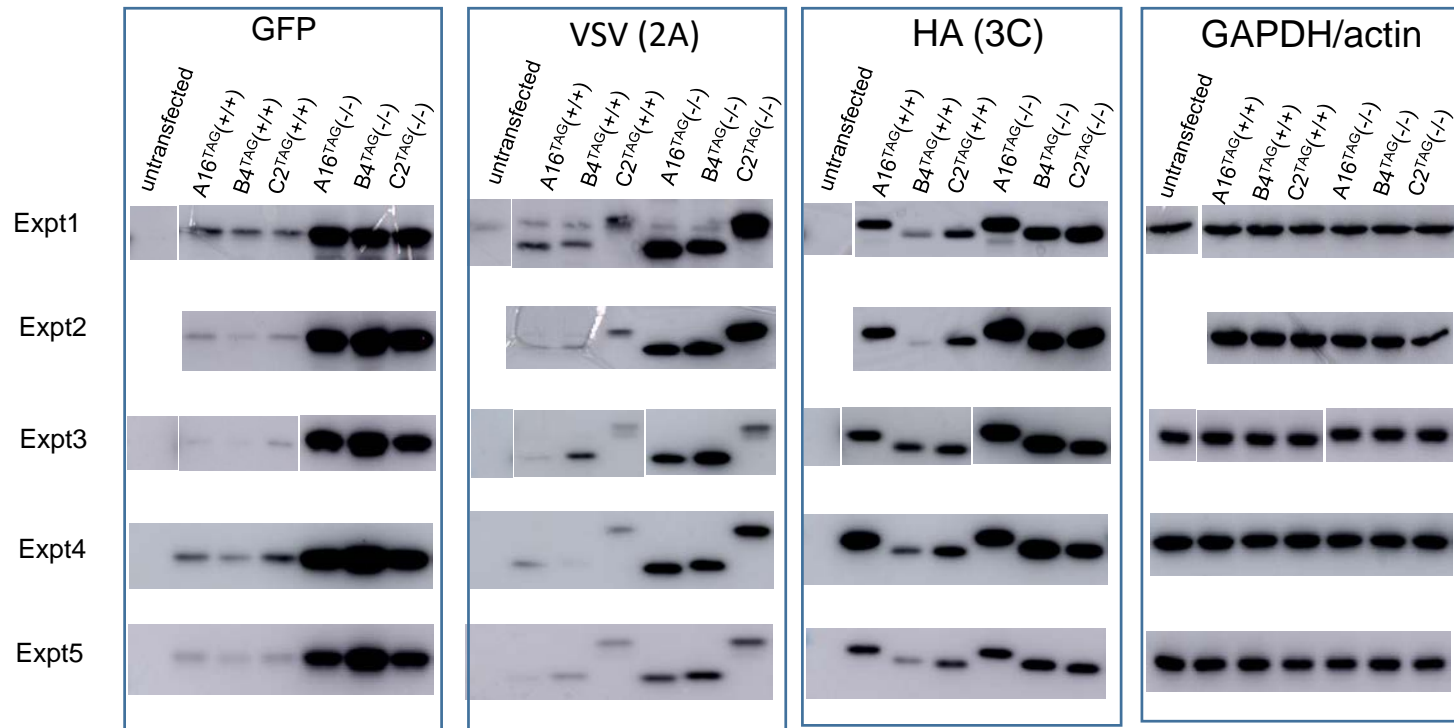 GFP
VSV (2A)
HA (3C)
GAPDH/actin
untransfected
A16TAG(+/+)
B4TAG(+/+)
C2TAG(+/+)
A16TAG(-/-)
B4TAG(-/-)
C2TAG(-/-)
untransfected
A16TAG(+/+)
B4TAG(+/+)
C2TAG(+/+)
A16TAG(-/-)
B4TAG(-/-)
C2TAG(-/-)
untransfected
A16TAG(+/+)
B4TAG(+/+)
C2TAG(+/+)
A16TAG(-/-)
B4TAG(-/-)
C2TAG(-/-)
untransfected
A16TAG(+/+)
B4TAG(+/+)
C2TAG(+/+)
A16TAG(-/-)
B4TAG(-/-)
C2TAG(-/-)
Expt1
Expt2
Expt3
Expt4
Expt5